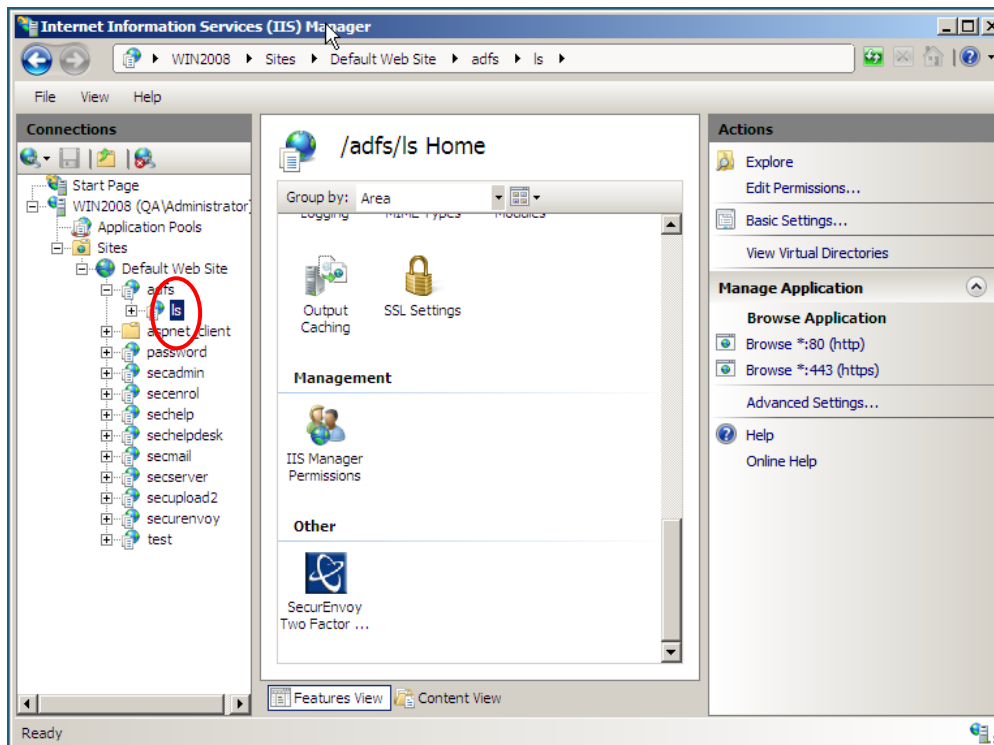 Internet Information Services (IIS) Manager
WIN2008 Sites Default Web Site adfs ls
File View Help
Connections
Start Page
WIN2008 (QA\Administrator)
Application Pools
Sites
Default Web Site
adfs
ls
aspnet_client
password
secadmin
secenrol
sechelp
sechelpdesk
secmail
secserver
secupload2
securenvoy
test
/adfs/ls Home
Group by: Area
Logging MIME Types Modules
Output Caching
SSL Settings
Management
IIS Manager Permissions
Other
SecurEnvoy
Two Factor ...
Features View Content View
Actions
Explore
Edit Permissions...
Basic Settings...
View Virtual Directories
Manage Application
Browse Application
Browse *:80 (http)
Browse *:443 (https)
Advanced Settings...
Help
Online Help
Ready